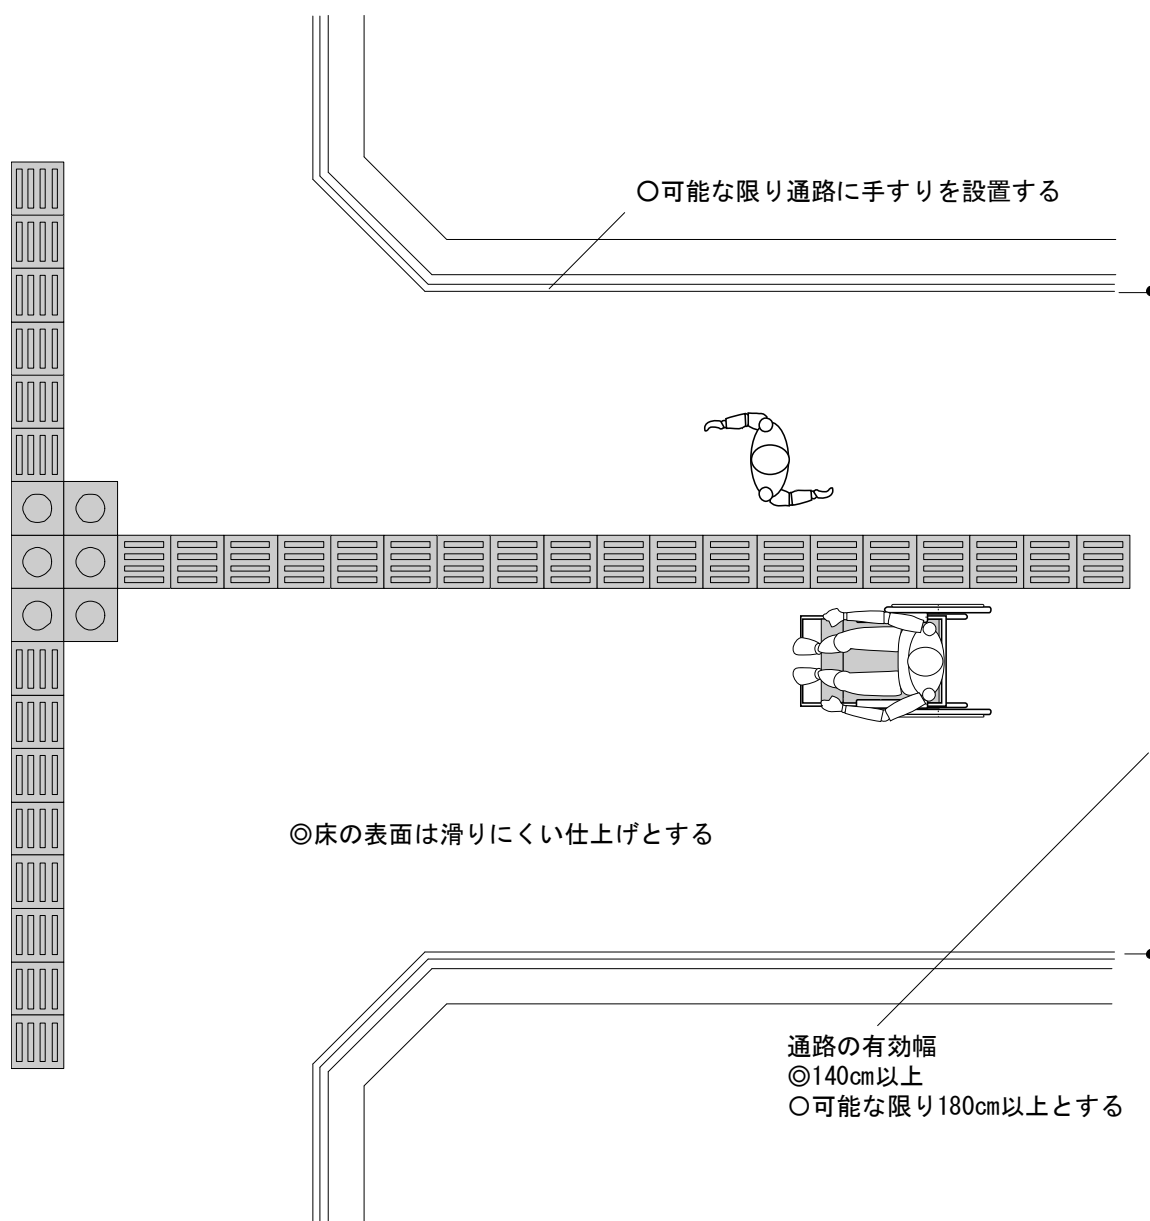 〇可能な限り通路に手すりを設置する
◎床の表面は滑りにくい仕上げとする
通路の有効幅
◎140cm以上
〇可能な限り180cm以上とする